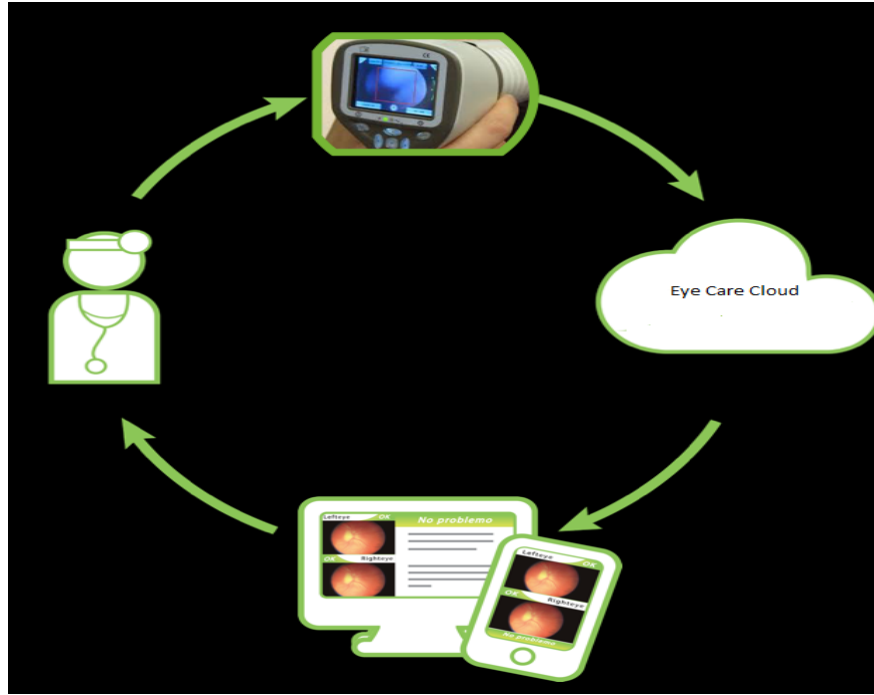 Eye Care Cloud
Lefteye OK
No problemo
OK Righteye
Lefteye
OK
OK
Righteye
No problemo